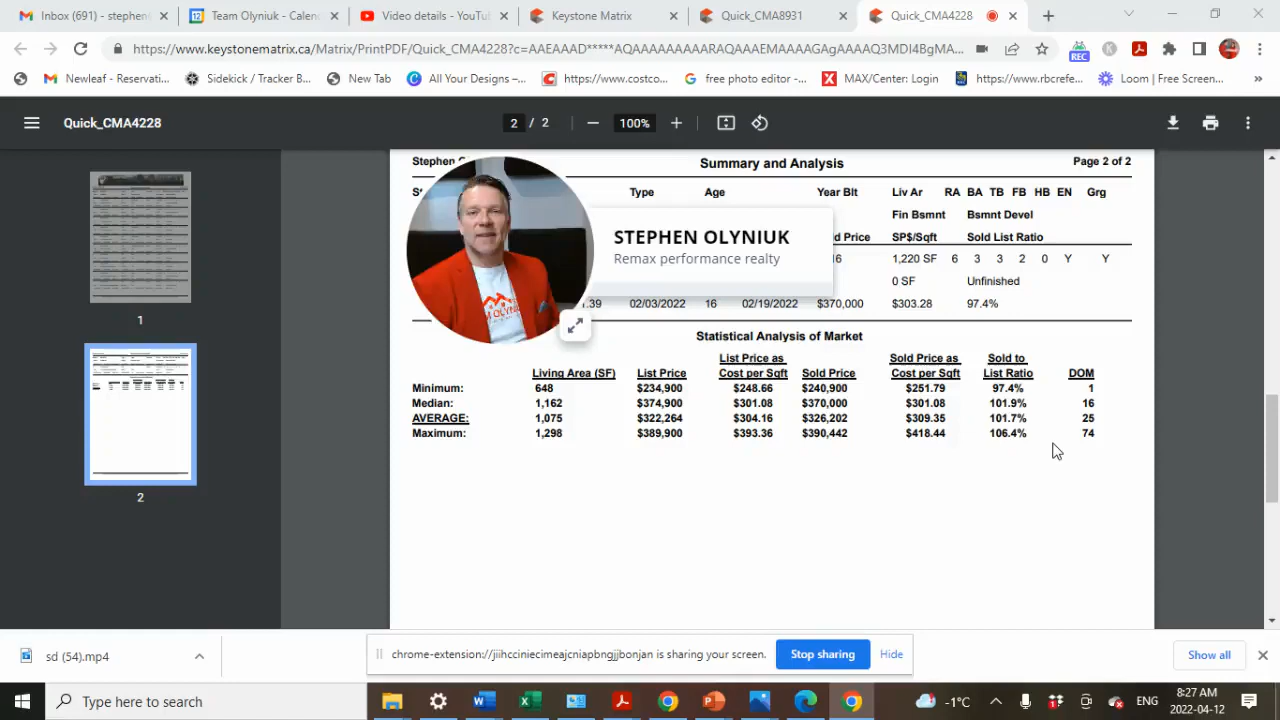 Inbox (691) - stephen
Team Olyniuk - Calen
Video details - YouTu
Keystone Matrix
Quick_CMA8931
Quick_CMA4228
https://www.keystonematrix.ca/Matrix/PrintPDF/Quick_CMA4228?c=AAEAAAD*****AQAAAAAAAAARAQAAAEMAAAAGAgAAAAQ3MDI4BgMA...
REC
Newleaf - Reservati...
Sidekick / Tracker B...
New Tab
All Your Designs –...
https://www.costco...
free photo editor -...
MAX/Center: Login
https://www.rbcrefe...
Loom | Free Screen...
Quick_CMA4228
2 / 2
100%
Summary and Analysis
Page 2 of 2
Type Age Year Blt Liv Ar RA BA TB FB HB EN Grg
Fin Bsmnt Bsmnt Devel
SP$/Sqft Sold List Ratio
STEPHEN OLYNIUK
Remax performance realty
1,220 SF 6 3 3 2 0 Y Y
0 SF Unfinished
02/03/2022 16 02/19/2022 $370,000 $303.28 97.4%
Statistical Analysis of Market
List Price as Sold Price as Sold to
Living Area (SF) List Price Cost per Sqft Sold Price Cost per Sqft List Ratio DOM
Minimum: 648 $234,900 $248.66 $240,900 $251.79 97.4% 1
Median: 1,162 $374,900 $301.08 $370,000 $301.08 101.9% 16
AVERAGE: 1,075 $322,264 $304.16 $326,202 $309.35 101.7% 25
Maximum: 1,298 $389,900 $393.36 $390,442 $418.44 106.4% 74
1
2
sd (54).mp4
chrome-extension://jiihcciniecimeajcniapbngjjbonjan is sharing your screen.
Stop sharing
Hide
Show all
Type here to search
-1°C
ENG
8:27 AM
2022-04-12